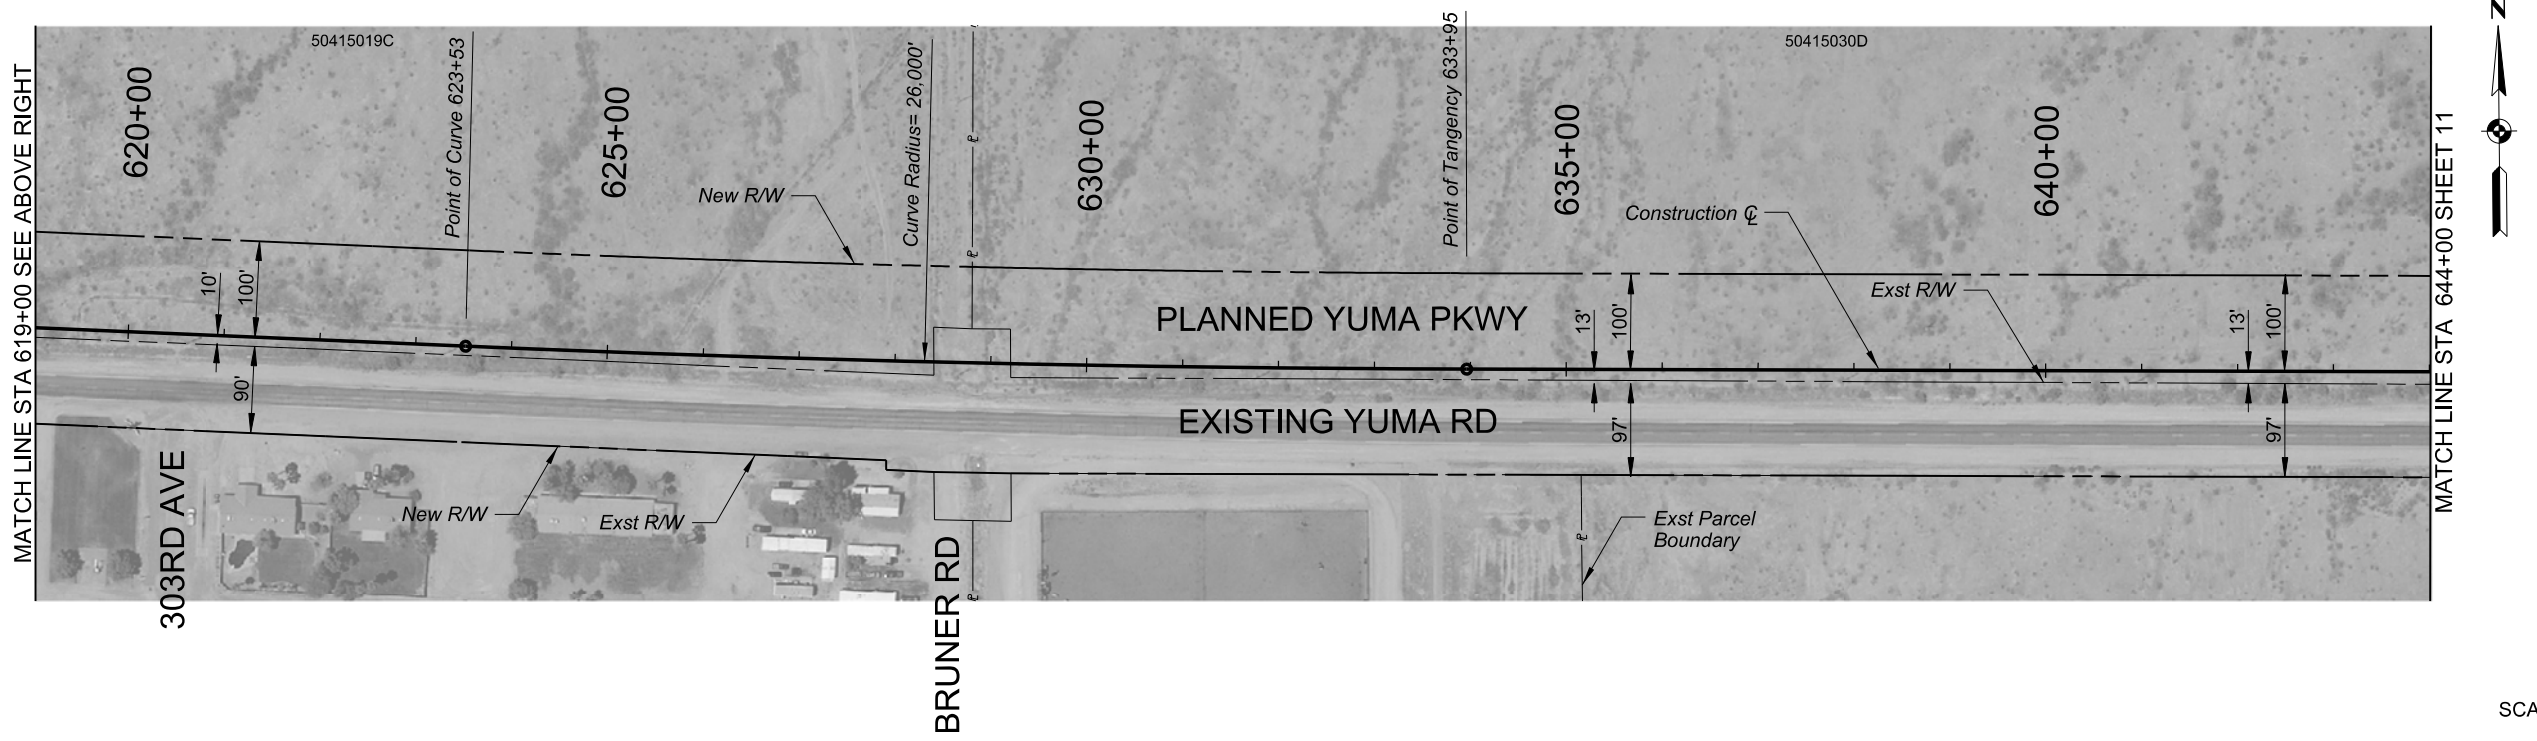 MATCH LINE STA 619+00 SEE ABOVE RIGHT
50415019C
620+00
Point of Curve 623+53
625+00
New R/W
Curve Radius= 26,000'
℄
630+00
Point of Tangency 633+95
635+00
50415030D
640+00
Construction ℄
Exst R/W
N
MATCH LINE STA 644+00 SHEET 11
10'
100'
90'
PLANNED YUMA PKWY
EXISTING YUMA RD
13'
100'
97'
13'
100'
97'
303RD AVE
New R/W
Exst R/W
BRUNER RD
Exst Parcel
Boundary
SCA